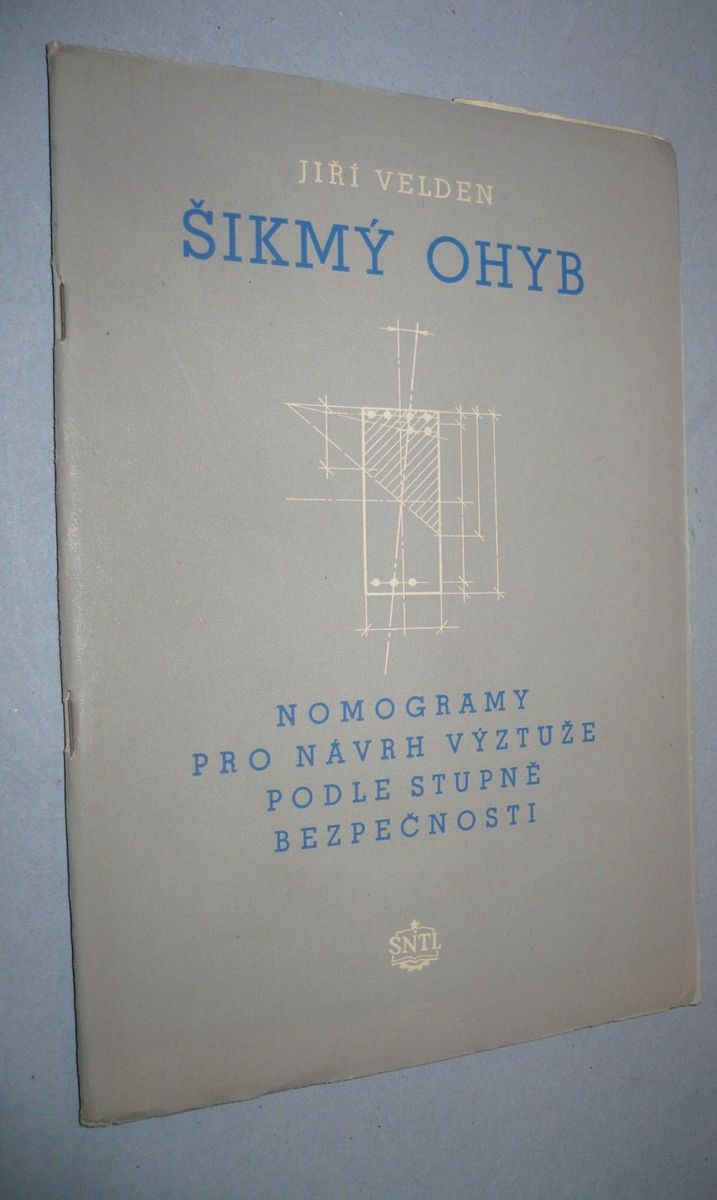 JIŘÍ VELDEN
ŠIKMÝ OHYB
NOMOGRAMY
PRO NÁVRH VÝZTUŽE
PODLE STUPNĚ
BEZPEČNOSTI
SNTL